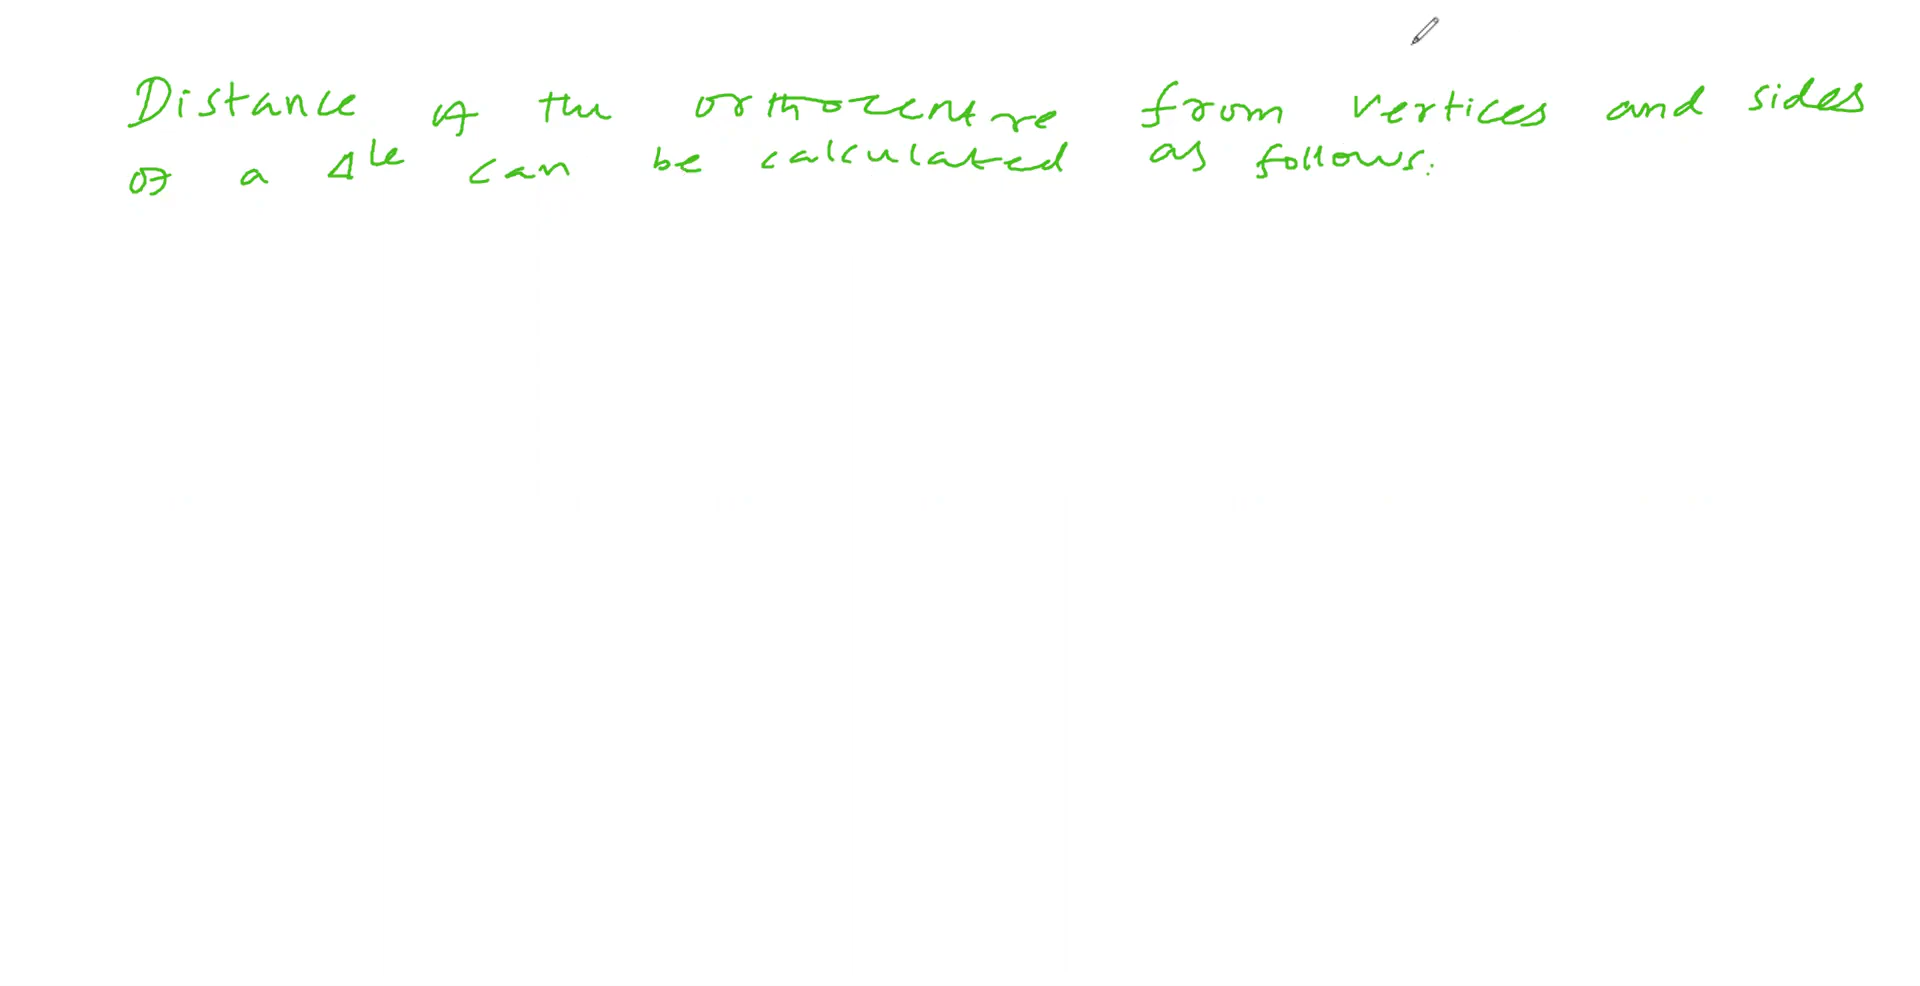 Distance of the orthocentre from vertices and sides
of a Δle can be calculated as follows: